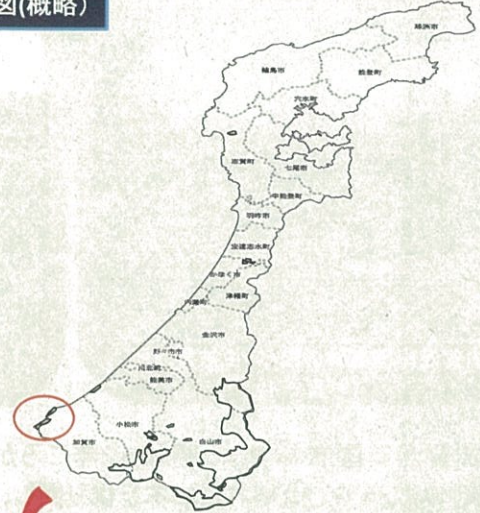 図(概略)
珠洲市
輪島市
能登町
穴水町
志賀町
七尾市
中能登町
羽咋市
宝達志水町
かほく市
内灘町
津幡町
金沢市
野々市市
川北町
能美市
小松市
白山市
加賀市